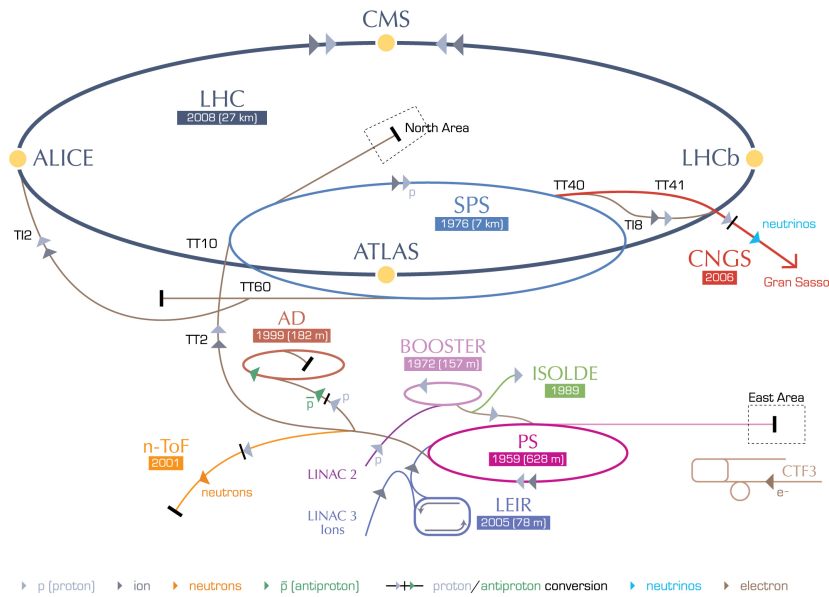 CMS
LHC
2008 (27 km)
North Area
ALICE
LHCb
TT40
TT41
SPS
1976 (7 km)
p
TI8
neutrinos
TI2
TT10
ATLAS
CNGS
2006
Gran Sasso
TT60
AD
1999 (182 m)
TT2
BOOSTER
1972 (157 m)
ISOLDE
1989
p̅
p
East Area
n-ToF
2001
PS
1959 (628 m)
p
LINAC 2
neutrons
CTF3
e-
LEIR
2005 (78 m)
LINAC 3
Ions
p (proton) ion neutrons p̅ (antiproton) proton/antiproton conversion neutrinos electron